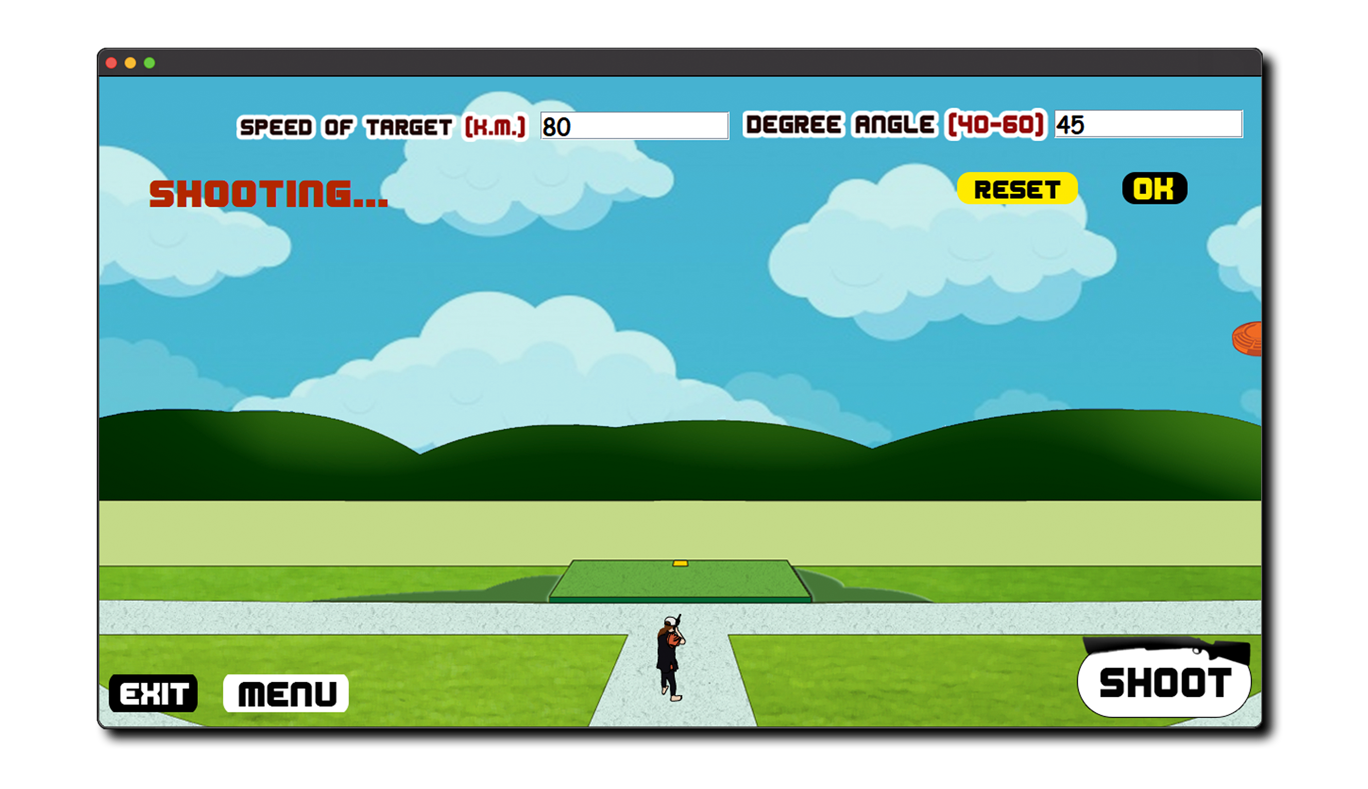 SPEED OF TARGET (K.M.) 80 DEGREE ANGLE (40-60) 45
SHOOTING... RESET OK
EXIT MENU SHOOT